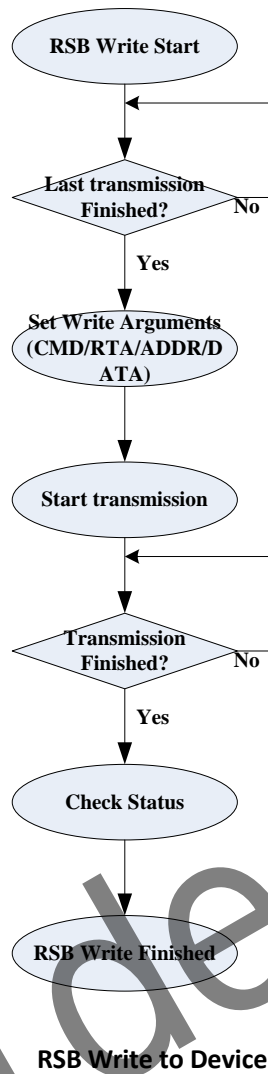 RSB Write Start
Last transmission
Finished?
No
Yes
Set Write Arguments
(CMD/RTA/ADDR/D
ATA)
Start transmission
Transmission
Finished?
No
Yes
Check Status
RSB Write Finished
RSB Write to Device